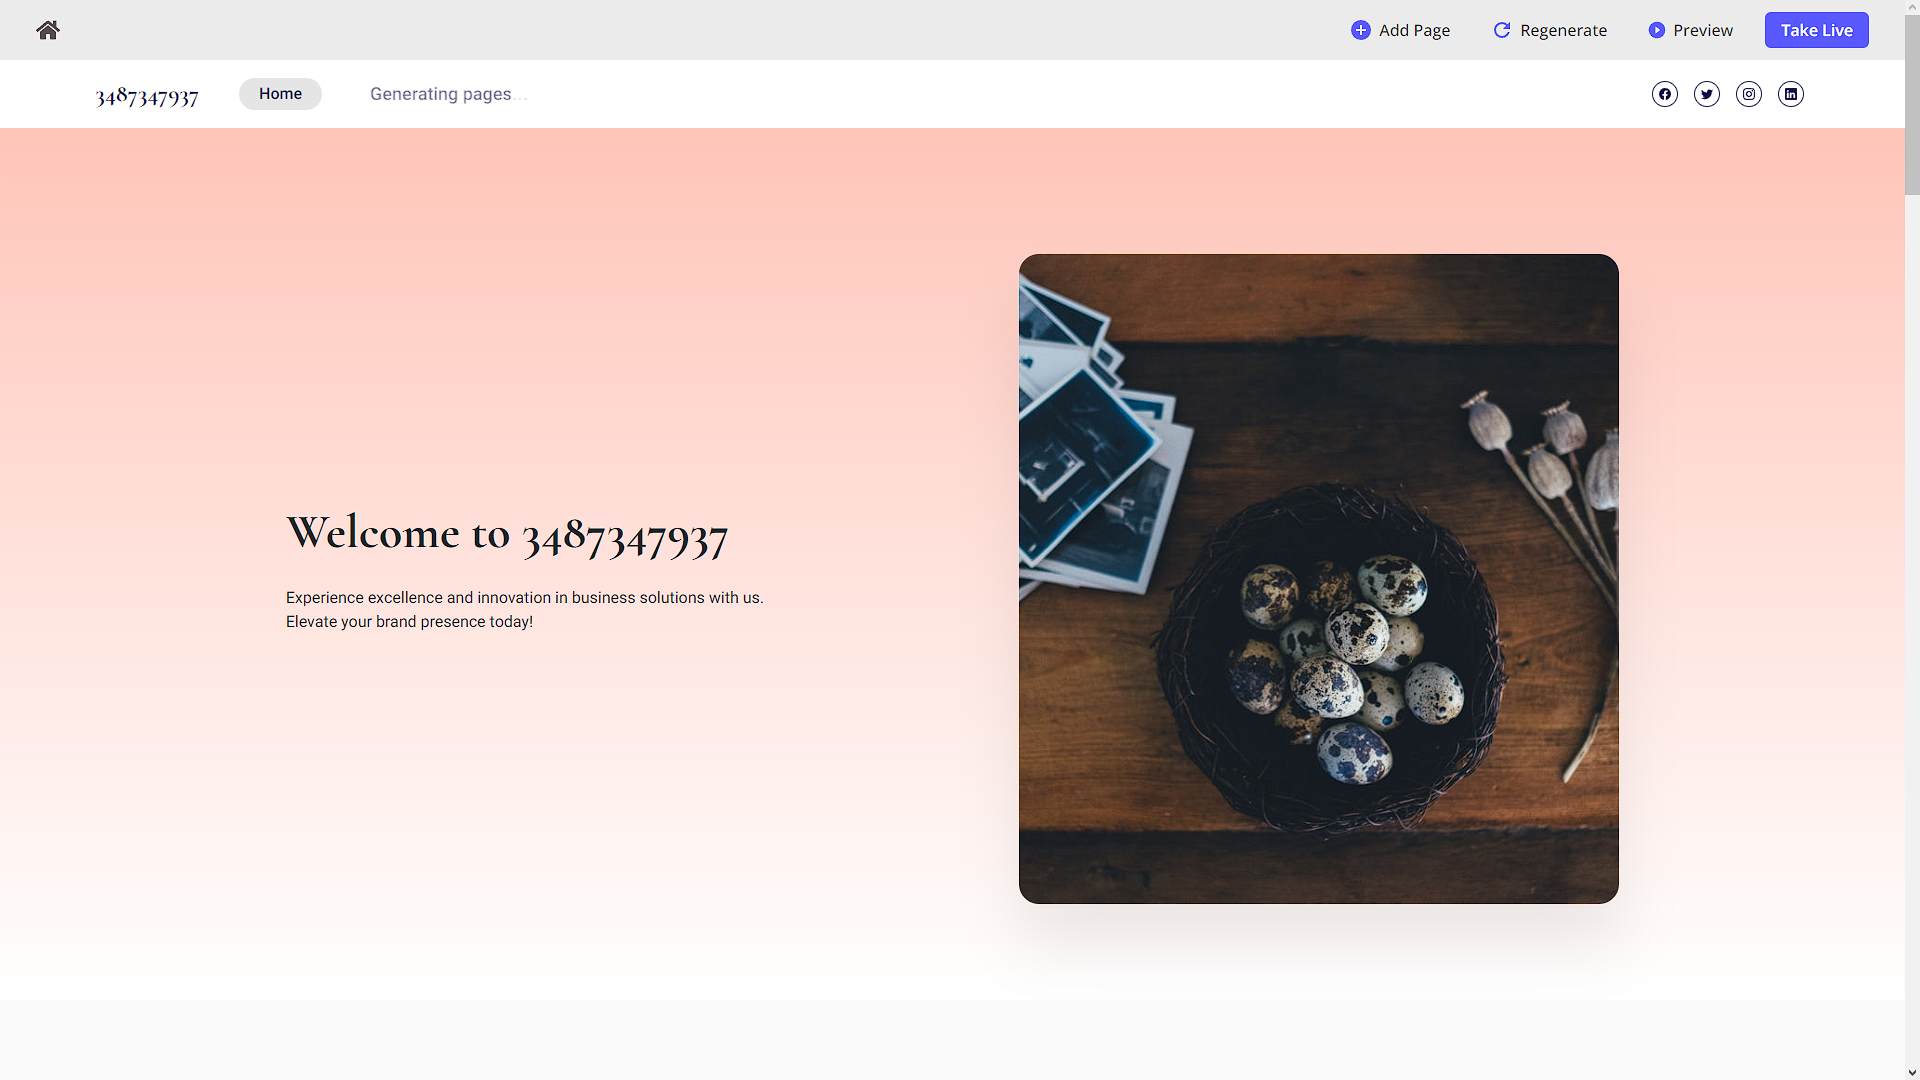 Add Page
Regenerate
Preview
Take Live
3487347937
Home
Generating pages...
Welcome to 3487347937
Experience excellence and innovation in business solutions with us.
Elevate your brand presence today!